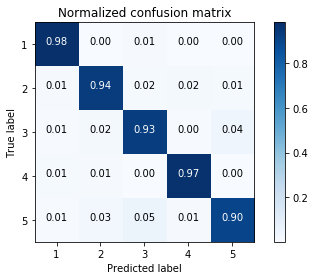 Normalized confusion matrix
True label
1 0.98 0.00 0.01 0.00 0.00
2 0.01 0.94 0.02 0.02 0.01
3 0.01 0.02 0.93 0.00 0.04
4 0.01 0.01 0.00 0.97 0.00
5 0.01 0.03 0.05 0.01 0.90
1 2 3 4 5
Predicted label
0.8
0.6
0.4
0.2